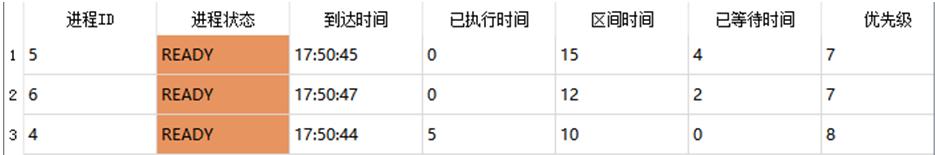 进程ID 进程状态 到达时间 已执行时间 区间时间 已等待时间 优先级
1 5 READY 17:50:45 0 15 4 7
2 6 READY 17:50:47 0 12 2 7
3 4 READY 17:50:44 5 10 0 8